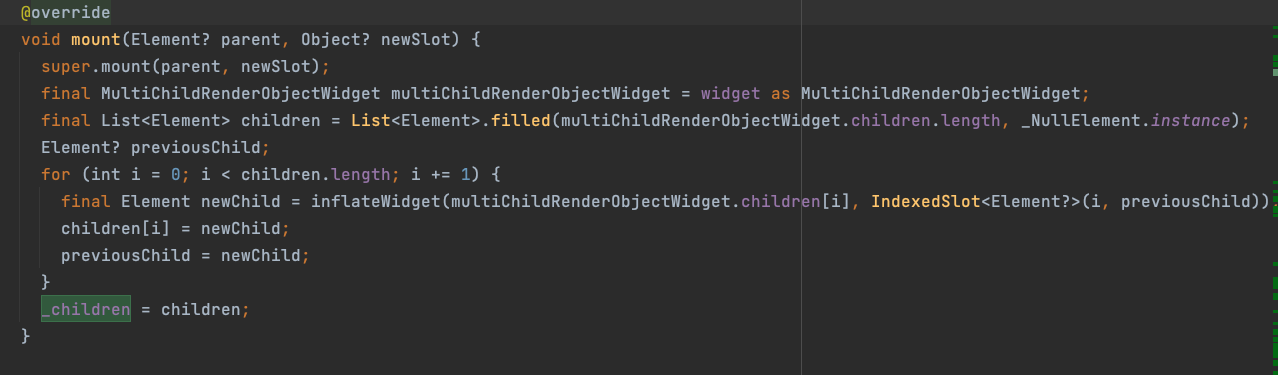 @override
void mount(Element? parent, Object? newSlot) {
  super.mount(parent, newSlot);
  final MultiChildRenderObjectWidget multiChildRenderObjectWidget = widget as MultiChildRenderObjectWidget;
  final List<Element> children = List<Element>.filled(multiChildRenderObjectWidget.children.length, _NullElement.instance);
  Element? previousChild;
  for (int i = 0; i < children.length; i += 1) {
    final Element newChild = inflateWidget(multiChildRenderObjectWidget.children[i], IndexedSlot<Element?>(i, previousChild));
    children[i] = newChild;
    previousChild = newChild;
  }
  _children = children;
}